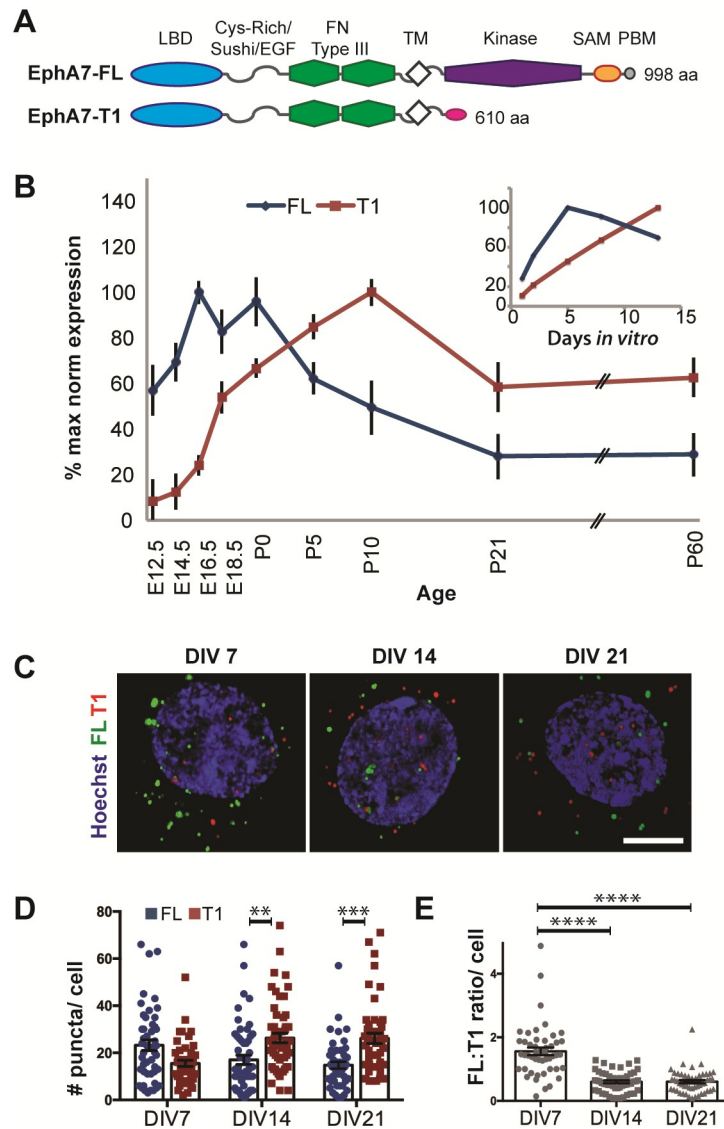 A
LBD
Cys-Rich/
Sushi/EGF
FN
Type III
TM
Kinase
SAM
PBM
EphA7-FL
998 aa
EphA7-T1
610 aa
B
FL
T1
% max norm expression
140
120
100
80
60
40
20
0
E12.5
E14.5
E16.5
E18.5
P0
P5
P10
P21
P60
Age
100
60
20
0
0
5
10
15
Days in vitro
C
DIV 7
DIV 14
DIV 21
Hoechst FL T1
D
FL
T1
# puncta/ cell
80
60
40
20
0
**
***
DIV7
DIV14
DIV21
E
FL:T1 ratio/ cell
4
2
0
****
****
DIV7
DIV14
DIV21